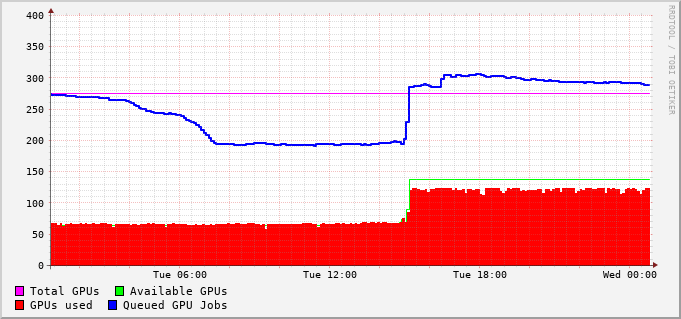 400
350
300
250
200
150
100
50
0
Tue 06:00 Tue 12:00 Tue 18:00 Wed 00:00
Total GPUs Available GPUs
GPUs used Queued GPU Jobs
RRDTOOL / TOBI OETIKER